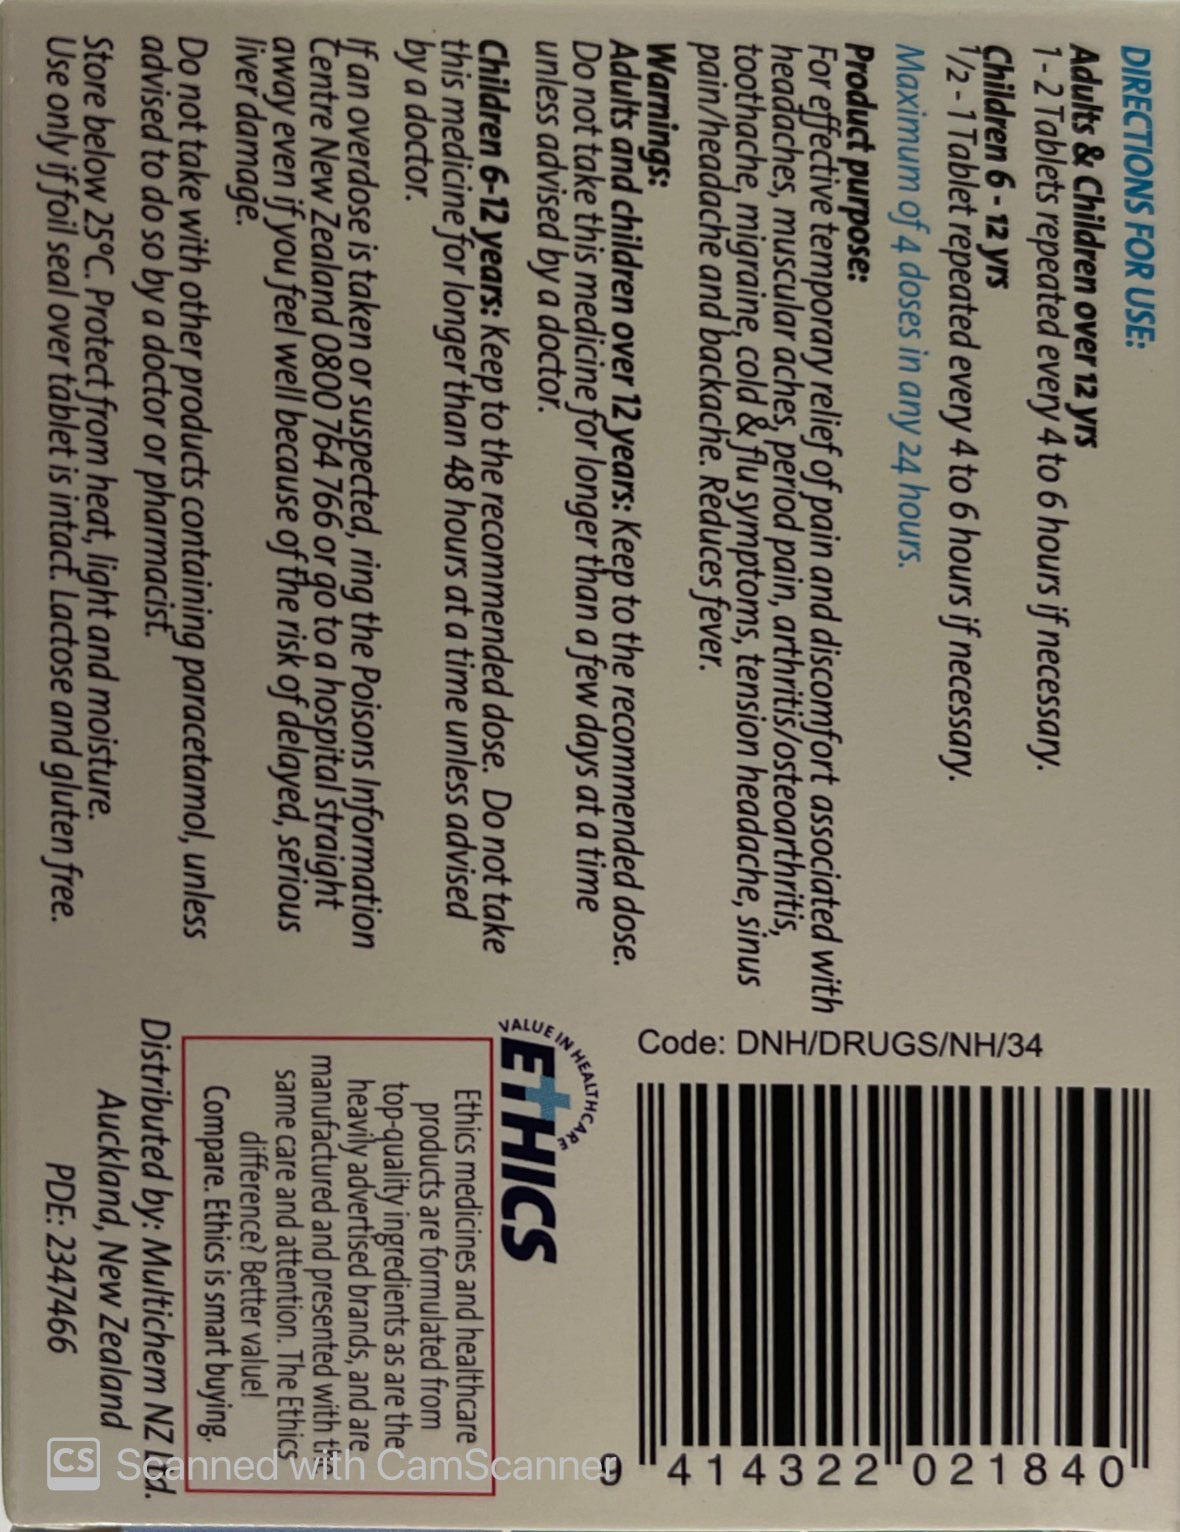 DIRECTIONS FOR USE:
Adults & Children over 12 yrs
1 - 2 Tablets repeated every 4 to 6 hours if necessary.
Children 6 - 12 yrs
1/2 - 1 Tablet repeated every 4 to 6 hours if necessary.
Maximum of 4 doses in any 24 hours.
Product purpose:
For effective temporary relief of pain and discomfort associated with
headaches, muscular aches, period pain, arthritis/osteoarthritis,
toothache, migraine, cold & flu symptoms, tension headache, sinus
pain/headache and backache. Reduces fever.
Warnings:
Adults and children over 12 years: Keep to the recommended dose.
Do not take this medicine for longer than a few days at a time
unless advised by a doctor.
Children 6-12 years: Keep to the recommended dose. Do not take
this medicine for longer than 48 hours at a time unless advised
by a doctor.
If an overdose is taken or suspected, ring the Poisons Information
Centre New Zealand 0800 764 766 or go to a hospital straight
away even if you feel well because of the risk of delayed, serious
liver damage.
Do not take with other products containing paracetamol, unless
advised to do so by a doctor or pharmacist.
Store below 25°C. Protect from heat, light and moisture.
Use only if foil seal over tablet is intact. Lactose and gluten free.
Code: DNH/DRUGS/NH/34
9 414322 021840
VALUE IN HEALTHCARE
ETHICS
Ethics medicines and healthcare
products are formulated from
top-quality ingredients as are the
heavily advertised brands, and are
manufactured and presented with the
same care and attention. The Ethics
difference? Better value!
Compare. Ethics is smart buying.
Distributed by: Multichem NZ Ltd.
Auckland, New Zealand
PDE: 2347466
CS Scanned with CamScanner